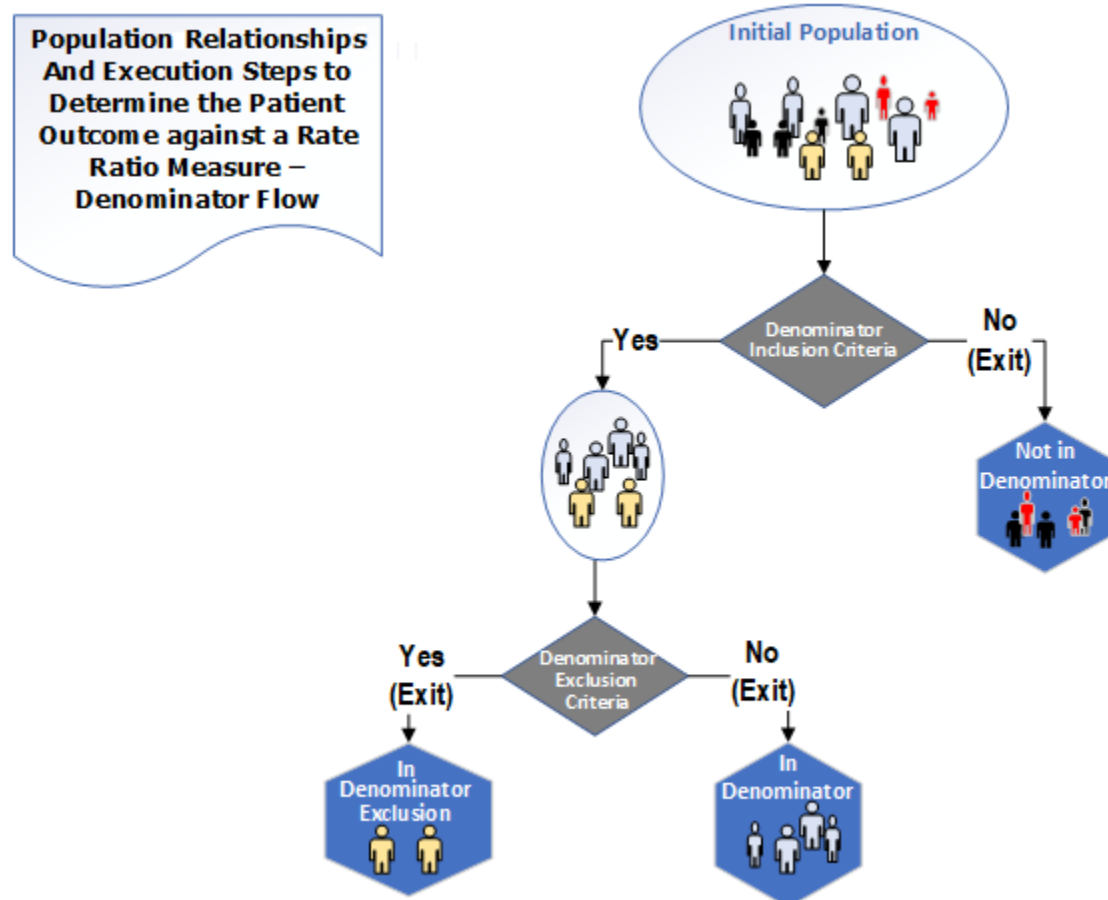 Population Relationships
And Execution Steps to
Determine the Patient
Outcome against a Rate
Ratio Measure –
Denominator Flow
Initial Population
Denominator
Inclusion Criteria
Yes
No
(Exit)
Not in
Denominator
Denominator
Exclusion
Criteria
Yes
(Exit)
No
(Exit)
In
Denominator
Exclusion
In
Denominator